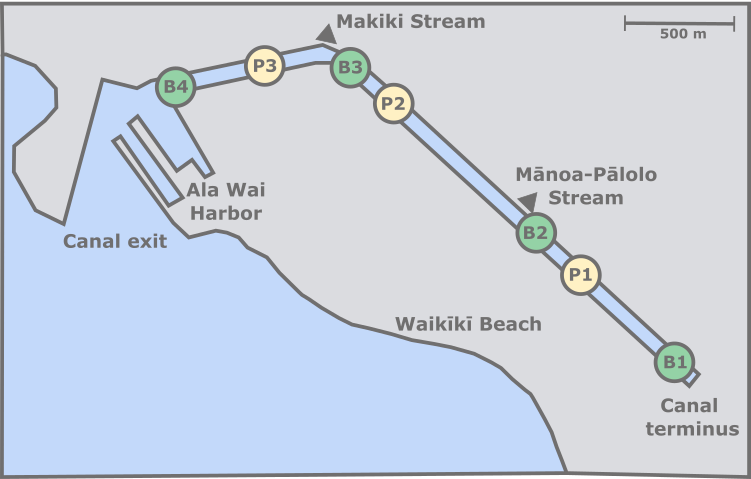 Makiki Stream
500 m
P3
B3
B4
P2
Mānoa-Pālolo
Stream
Ala Wai
Harbor
B2
Canal exit
P1
Waikīkī Beach
B1
Canal
terminus